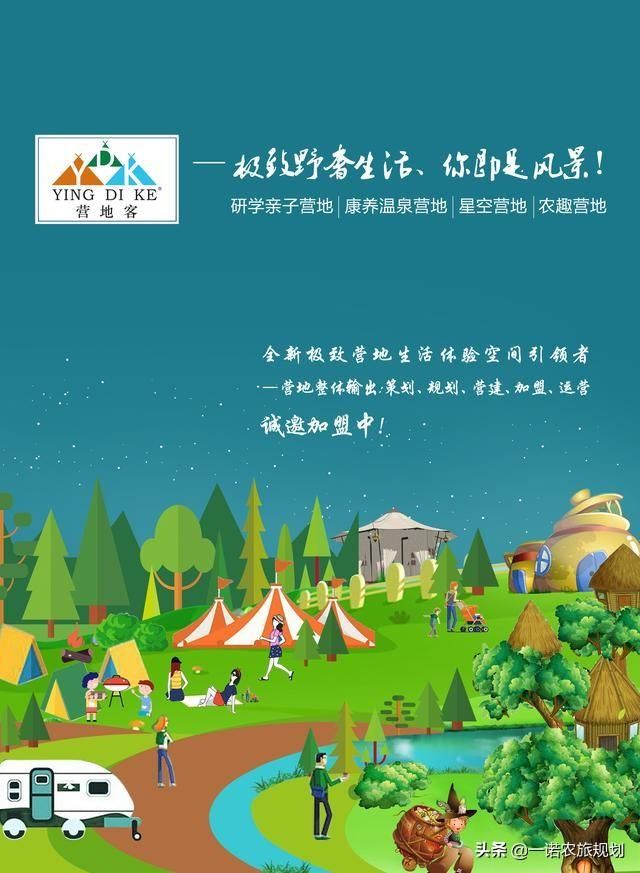 YDK
YING DI KE®
营地客
—极致野奢生活、你即是风景!
研学亲子营地|康养温泉营地|星空营地|农趣营地
全新极致营地生活体验空间引领者
—营地整体输出:策划、规划、营建、加盟、运营
诚邀加盟中!
头条 @一诺农旅规划